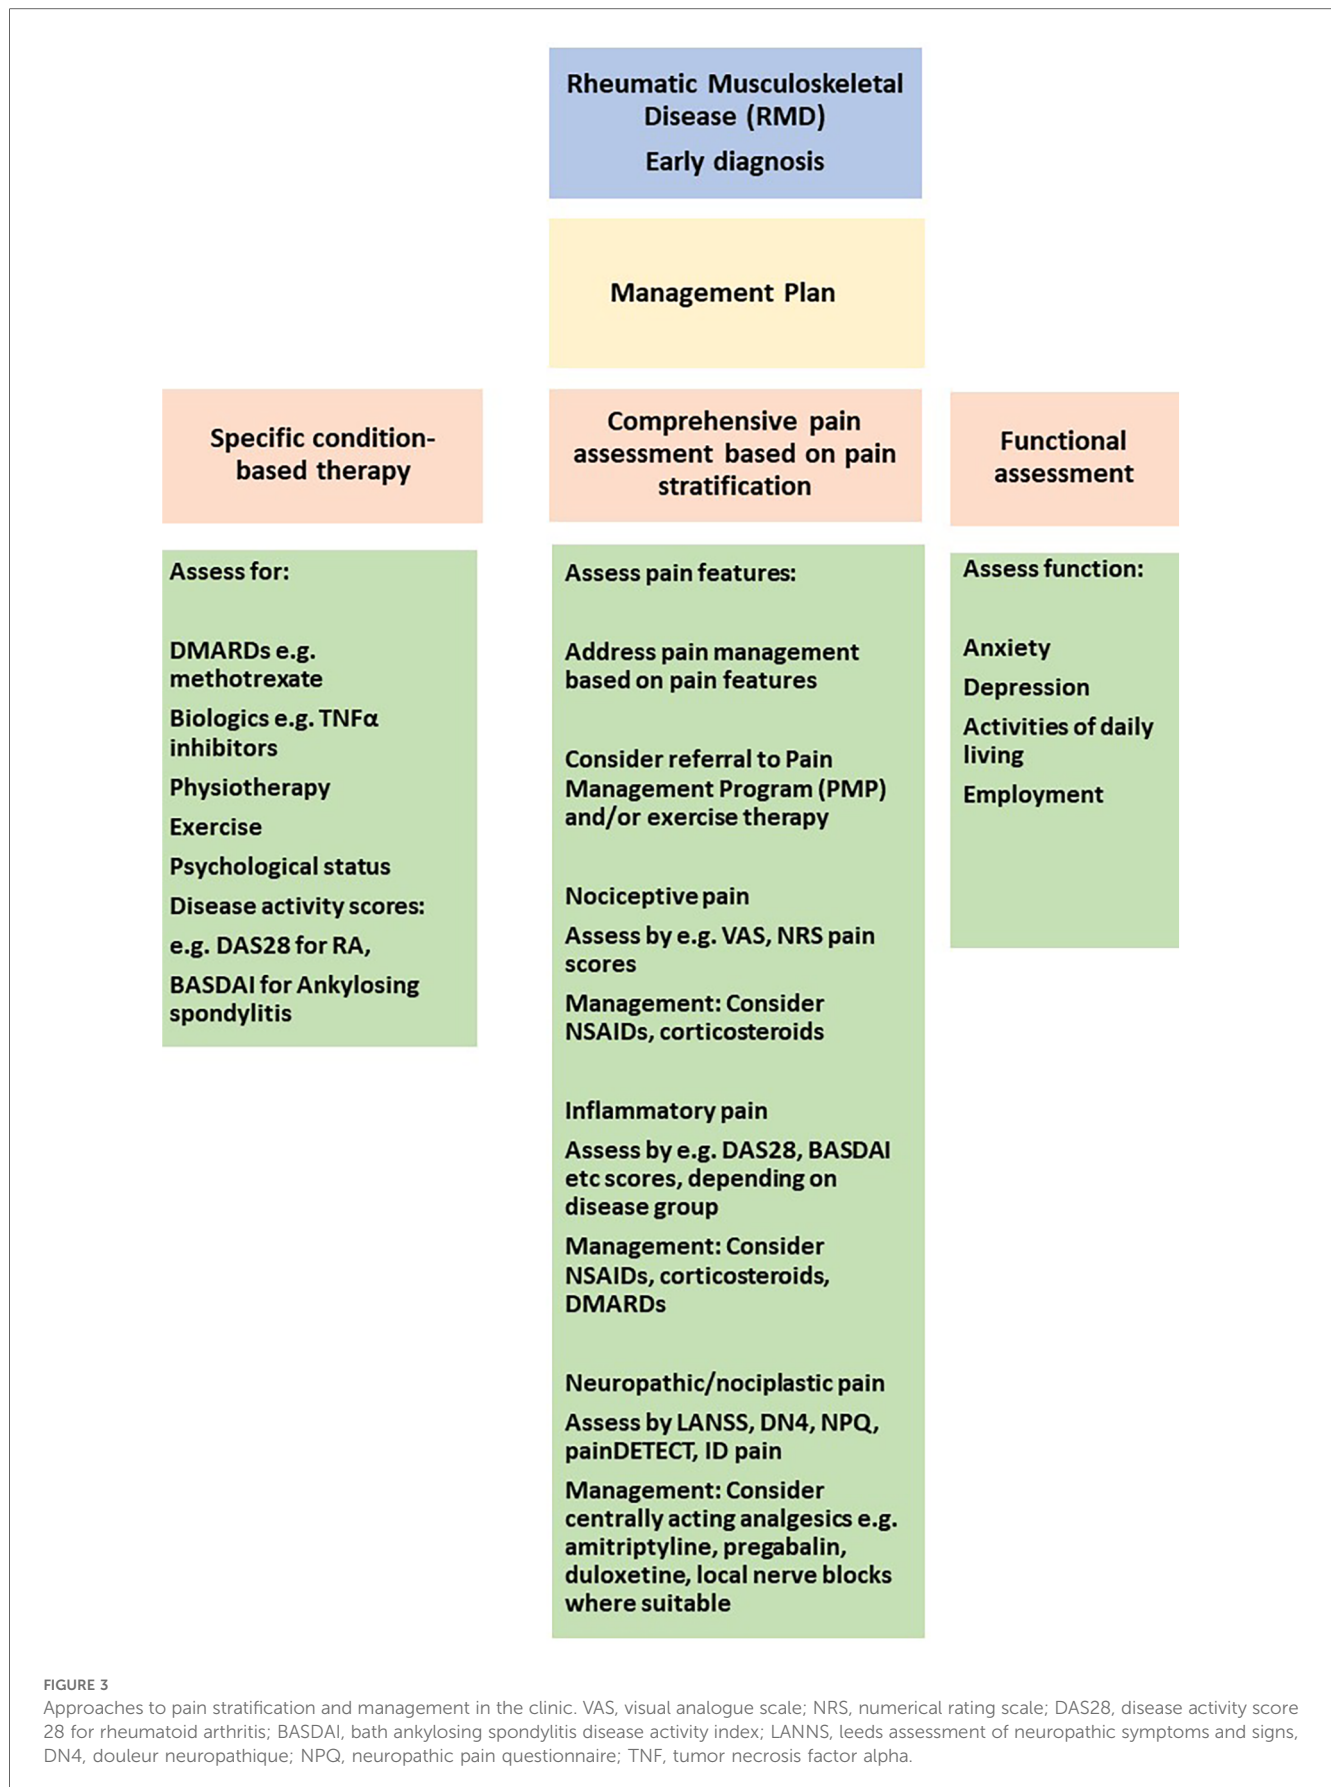 Rheumatic Musculoskeletal
Disease (RMD)
Early diagnosis
Management Plan
Specific condition-
based therapy
Assess for:
DMARDs e.g.
methotrexate
Biologics e.g. TNFα
inhibitors
Physiotherapy
Exercise
Psychological status
Disease activity scores:
e.g. DAS28 for RA,
BASDAI for Ankylosing
spondylitis
Comprehensive pain
assessment based on pain
stratification
Assess pain features:
Address pain management
based on pain features
Consider referral to Pain
Management Program (PMP)
and/or exercise therapy
Nociceptive pain
Assess by e.g. VAS, NRS pain
scores
Management: Consider
NSAIDs, corticosteroids
Inflammatory pain
Assess by e.g. DAS28, BASDAI
etc scores, depending on
disease group
Management: Consider
NSAIDs, corticosteroids,
DMARDs
Neuropathic/nociplastic pain
Assess by LANSS, DN4, NPQ,
painDETECT, ID pain
Management: Consider
centrally acting analgesics e.g.
amitriptyline, pregabalin,
duloxetine, local nerve blocks
where suitable
Functional
assessment
Assess function:
Anxiety
Depression
Activities of daily
living
Employment
FIGURE 3
Approaches to pain stratification and management in the clinic. VAS, visual analogue scale; NRS, numerical rating scale; DAS28, disease activity score
28 for rheumatoid arthritis; BASDAI, bath ankylosing spondylitis disease activity index; LANNS, leeds assessment of neuropathic symptoms and signs,
DN4, douleur neuropathique; NPQ, neuropathic pain questionnaire; TNF, tumor necrosis factor alpha.